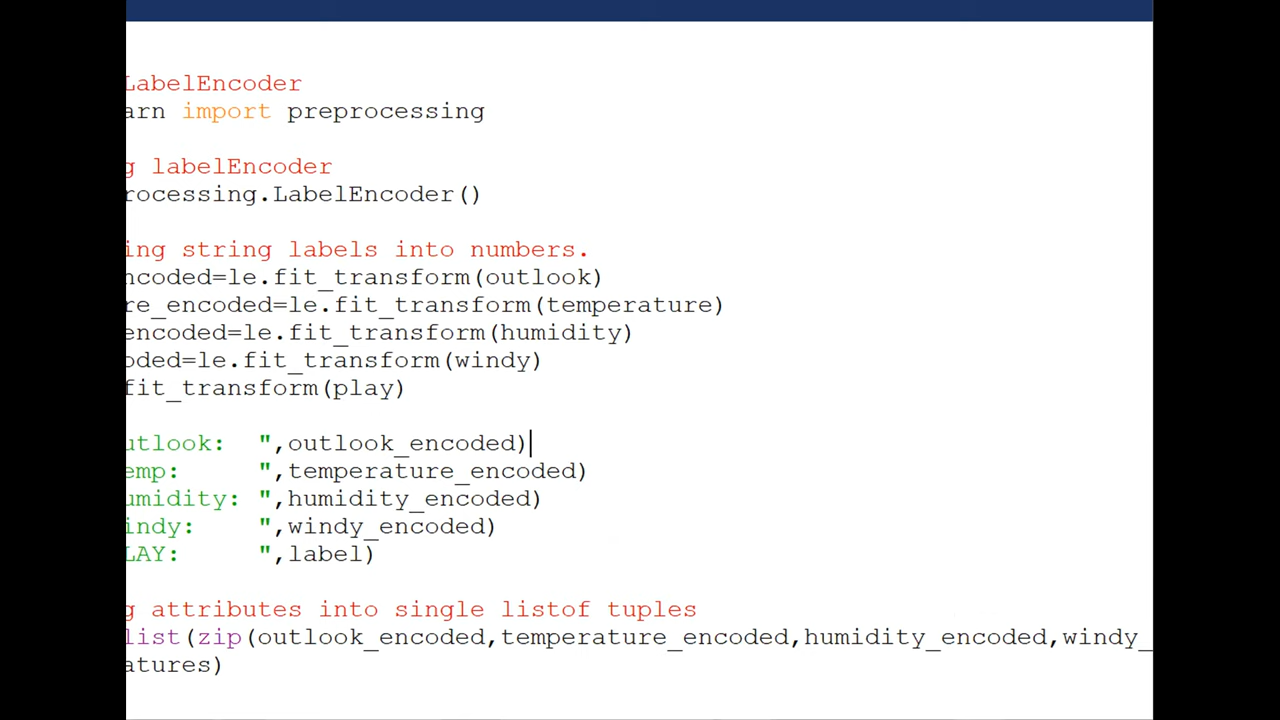 LabelEncoder
arn import preprocessing
g labelEncoder
rocessing.LabelEncoder()
ing string labels into numbers.
ncoded=le.fit_transform(outlook)
re_encoded=le.fit_transform(temperature)
encoded=le.fit_transform(humidity)
oded=le.fit_transform(windy)
fit_transform(play)
utlook:  ",outlook_encoded)
emp:     ",temperature_encoded)
umidity: ",humidity_encoded)
indy:    ",windy_encoded)
LAY:     ",label)
g attributes into single listof tuples
list(zip(outlook_encoded,temperature_encoded,humidity_encoded,windy_
atures)